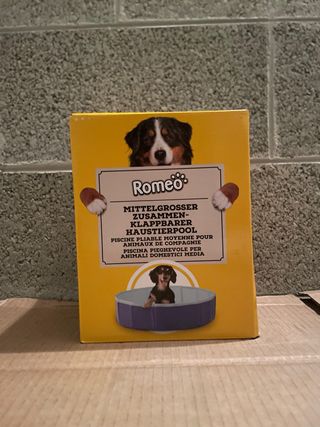 Romeo
MITTELGROSSER
ZUSAMMEN-
KLAPPBARER
HAUSTIERPOOL
PISCINE PLIABLE MOYENNE POUR
ANIMAUX DE COMPAGNIE
PISCINA PIEGHEVOLE PER
ANIMALI DOMESTICI MEDIA